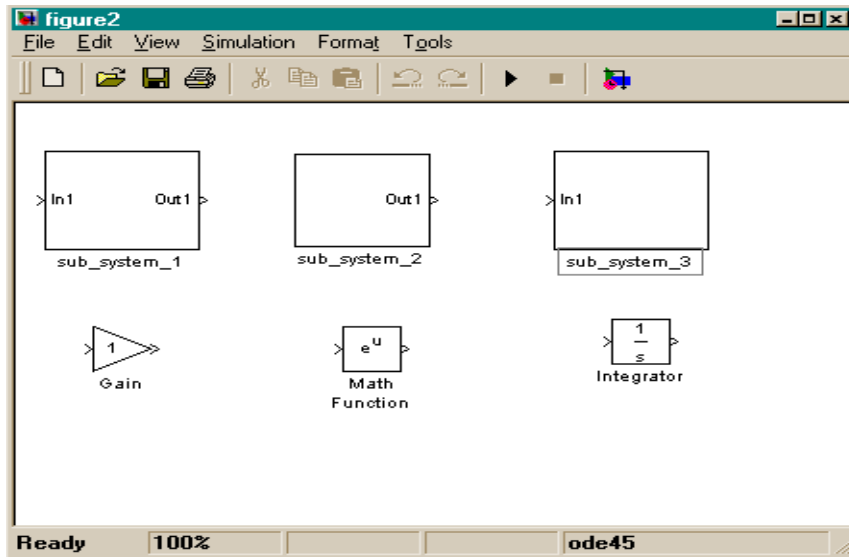 figure2
File Edit View Simulation Format Tools
In1 Out1 Out1 In1
sub_system_1 sub_system_2 sub_system_3
1 e^u 1/s
Gain Math Function Integrator
Ready 100% ode45